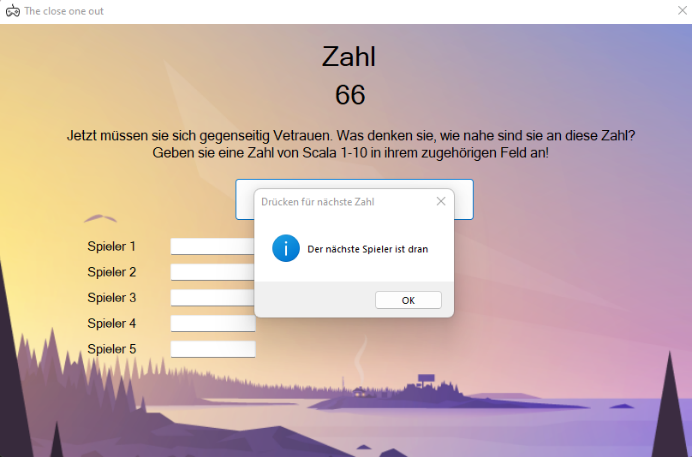 The close one out
Zahl
66
Jetzt müssen sie sich gegenseitig Vetrauen. Was denken sie, wie nahe sind sie an diese Zahl?
Geben sie eine Zahl von Scala 1-10 in ihrem zugehörigen Feld an!
Drücken für nächste Zahl
Der nächste Spieler ist dran
OK
Spieler 1
Spieler 2
Spieler 3
Spieler 4
Spieler 5